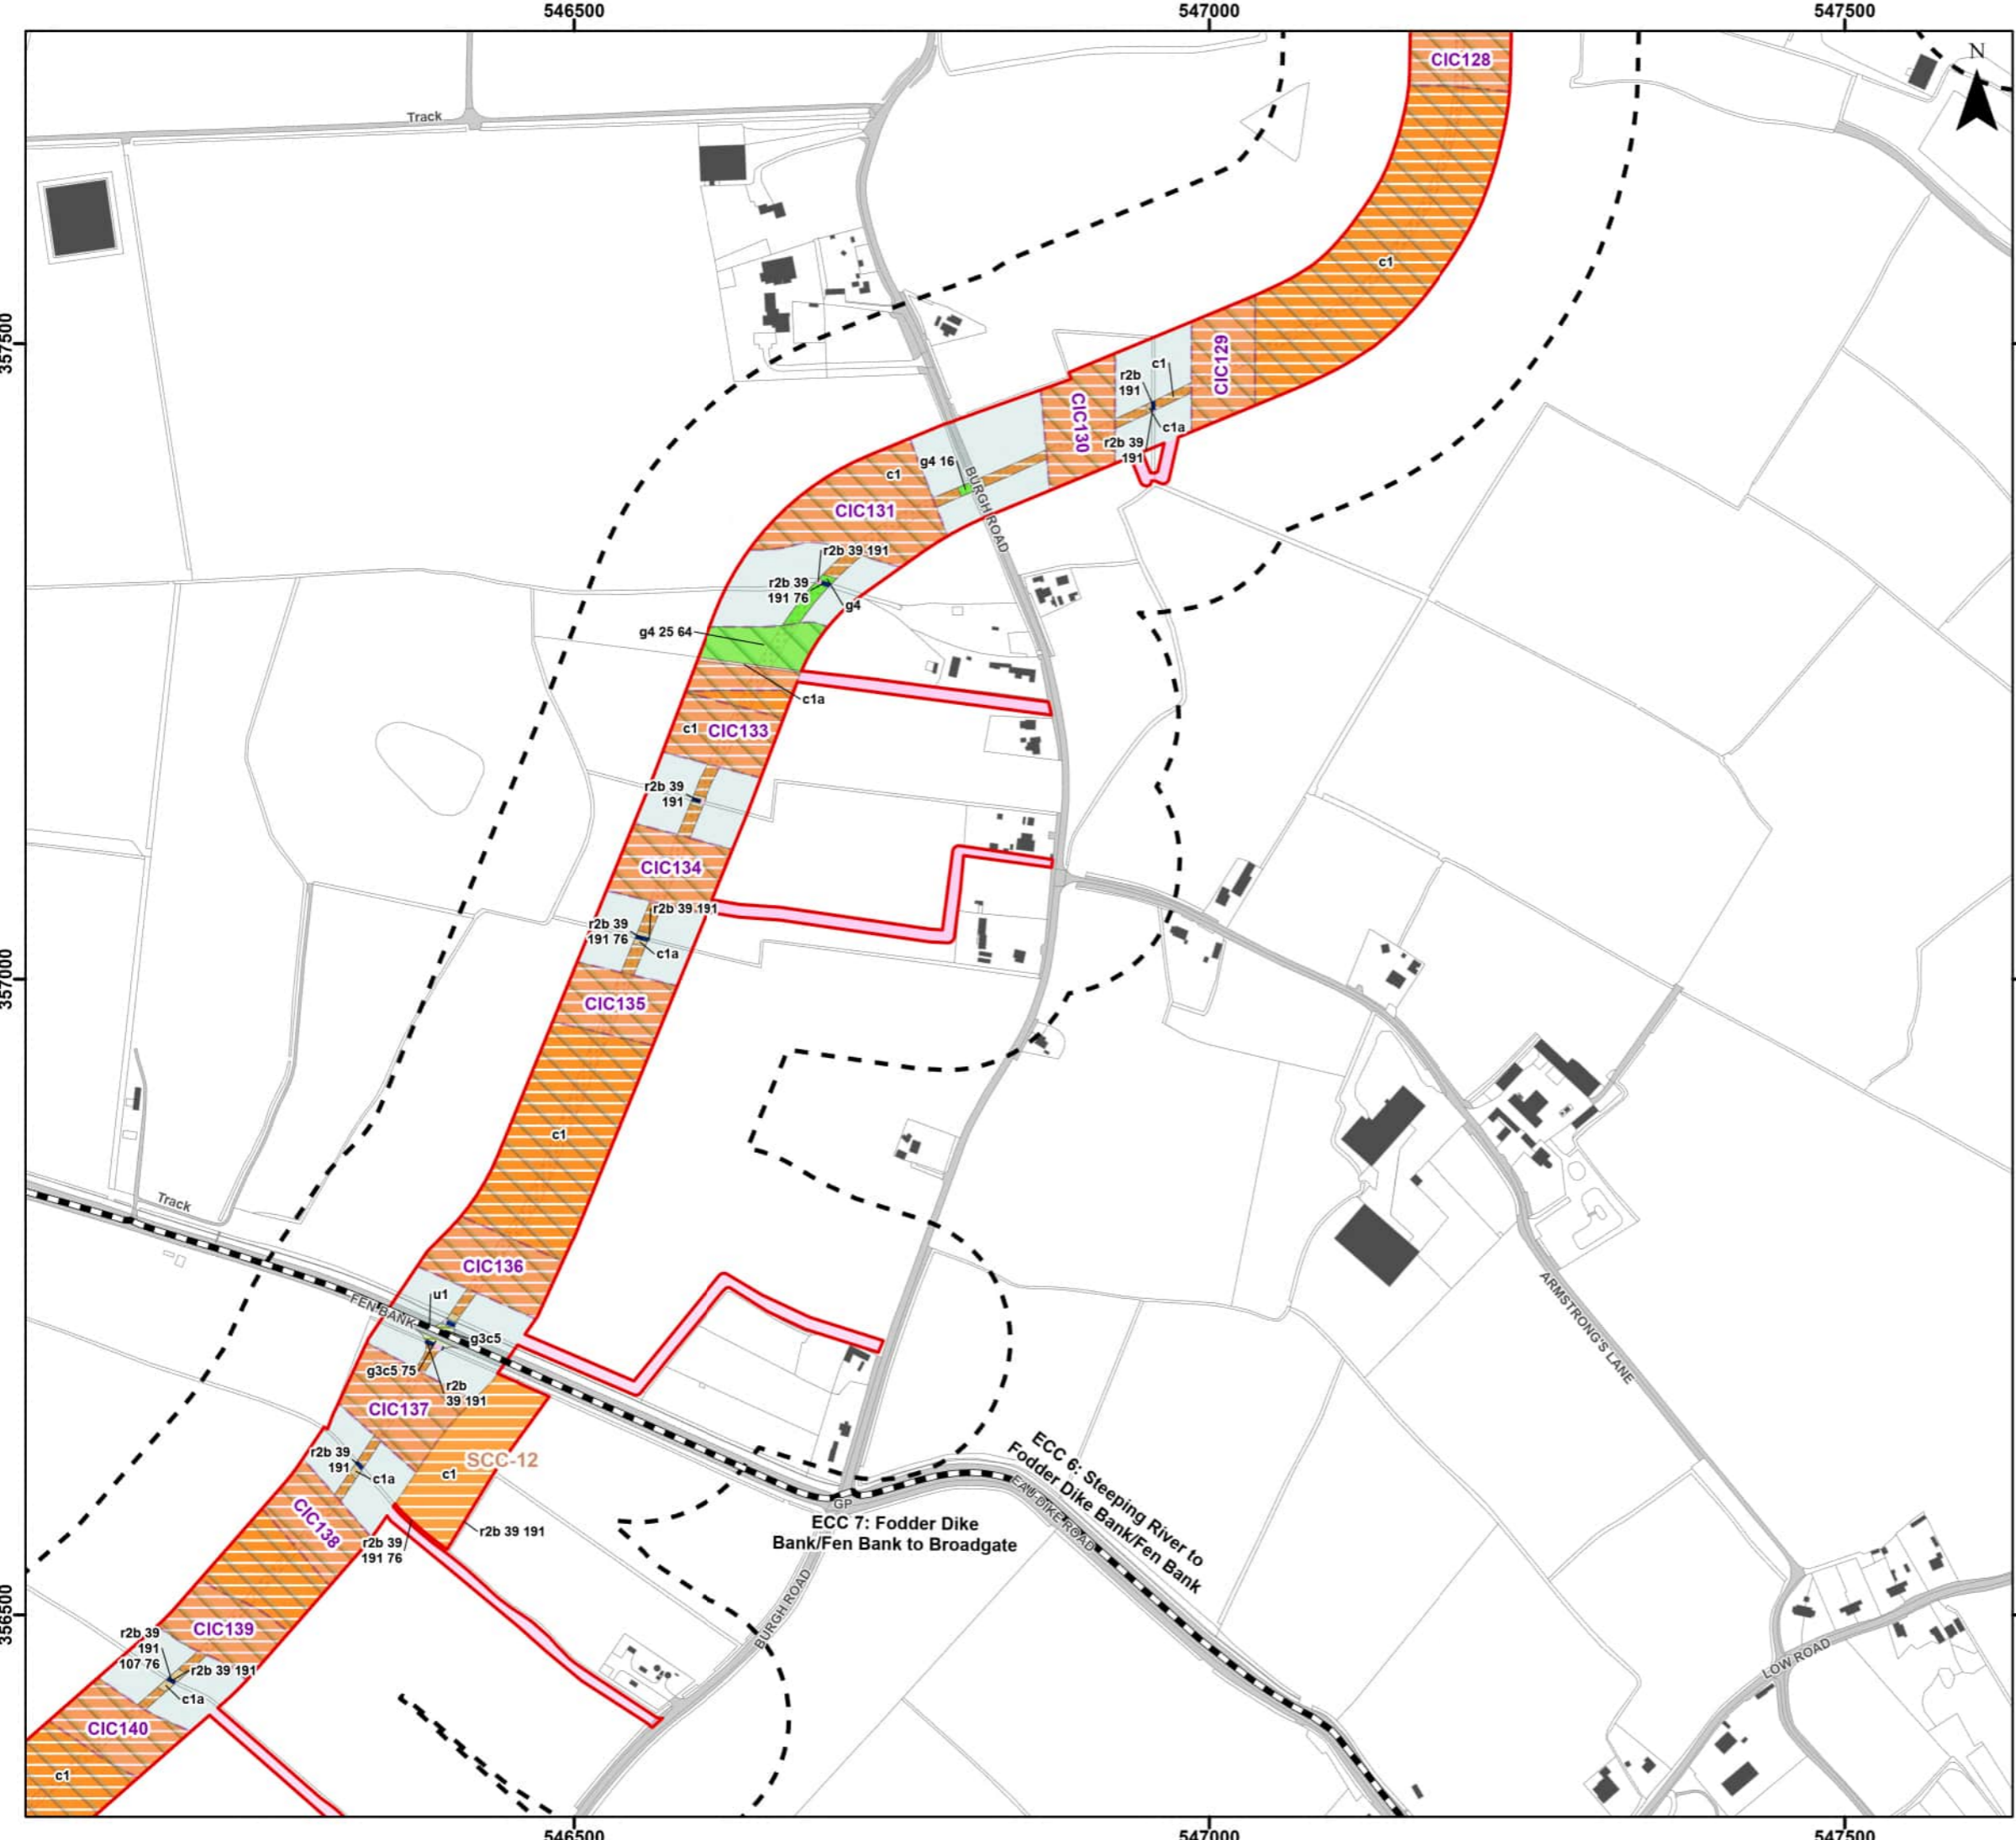 546500
547000
547500
N
CIC128
Track
c1
357500
357500
CIC129
c1
r2b
191
c1a
r2b 39
191
CIC130
BURGH ROAD
g4 16
c1
CIC131
r2b 39 191
r2b 39
191 76
g4
g4 25 64
c1a
c1
CIC133
r2b 39
191
CIC134
r2b 39 191
r2b 39
191 76
c1a
357000
CIC135
c1
Track
CIC136
u1
FEN BANK
g3c5
g3c5 75
r2b
39 191
CIC137
r2b 39
191
c1a
c1
SCC-12
CIC138
r2b 39 191
r2b 39
191 76
GP
ECC 7: Fodder Dike
Bank/Fen Bank to Broadgate
ECC 6: Steeping River to
Fodder Dike Bank/Fen Bank
EAU DIKE ROAD
ARMSTRONG'S LANE
BURGH ROAD
LOW ROAD
356500
CIC139
r2b 39
191
107 76
r2b 39 191
c1a
CIC140
c1
546500
547000
547500